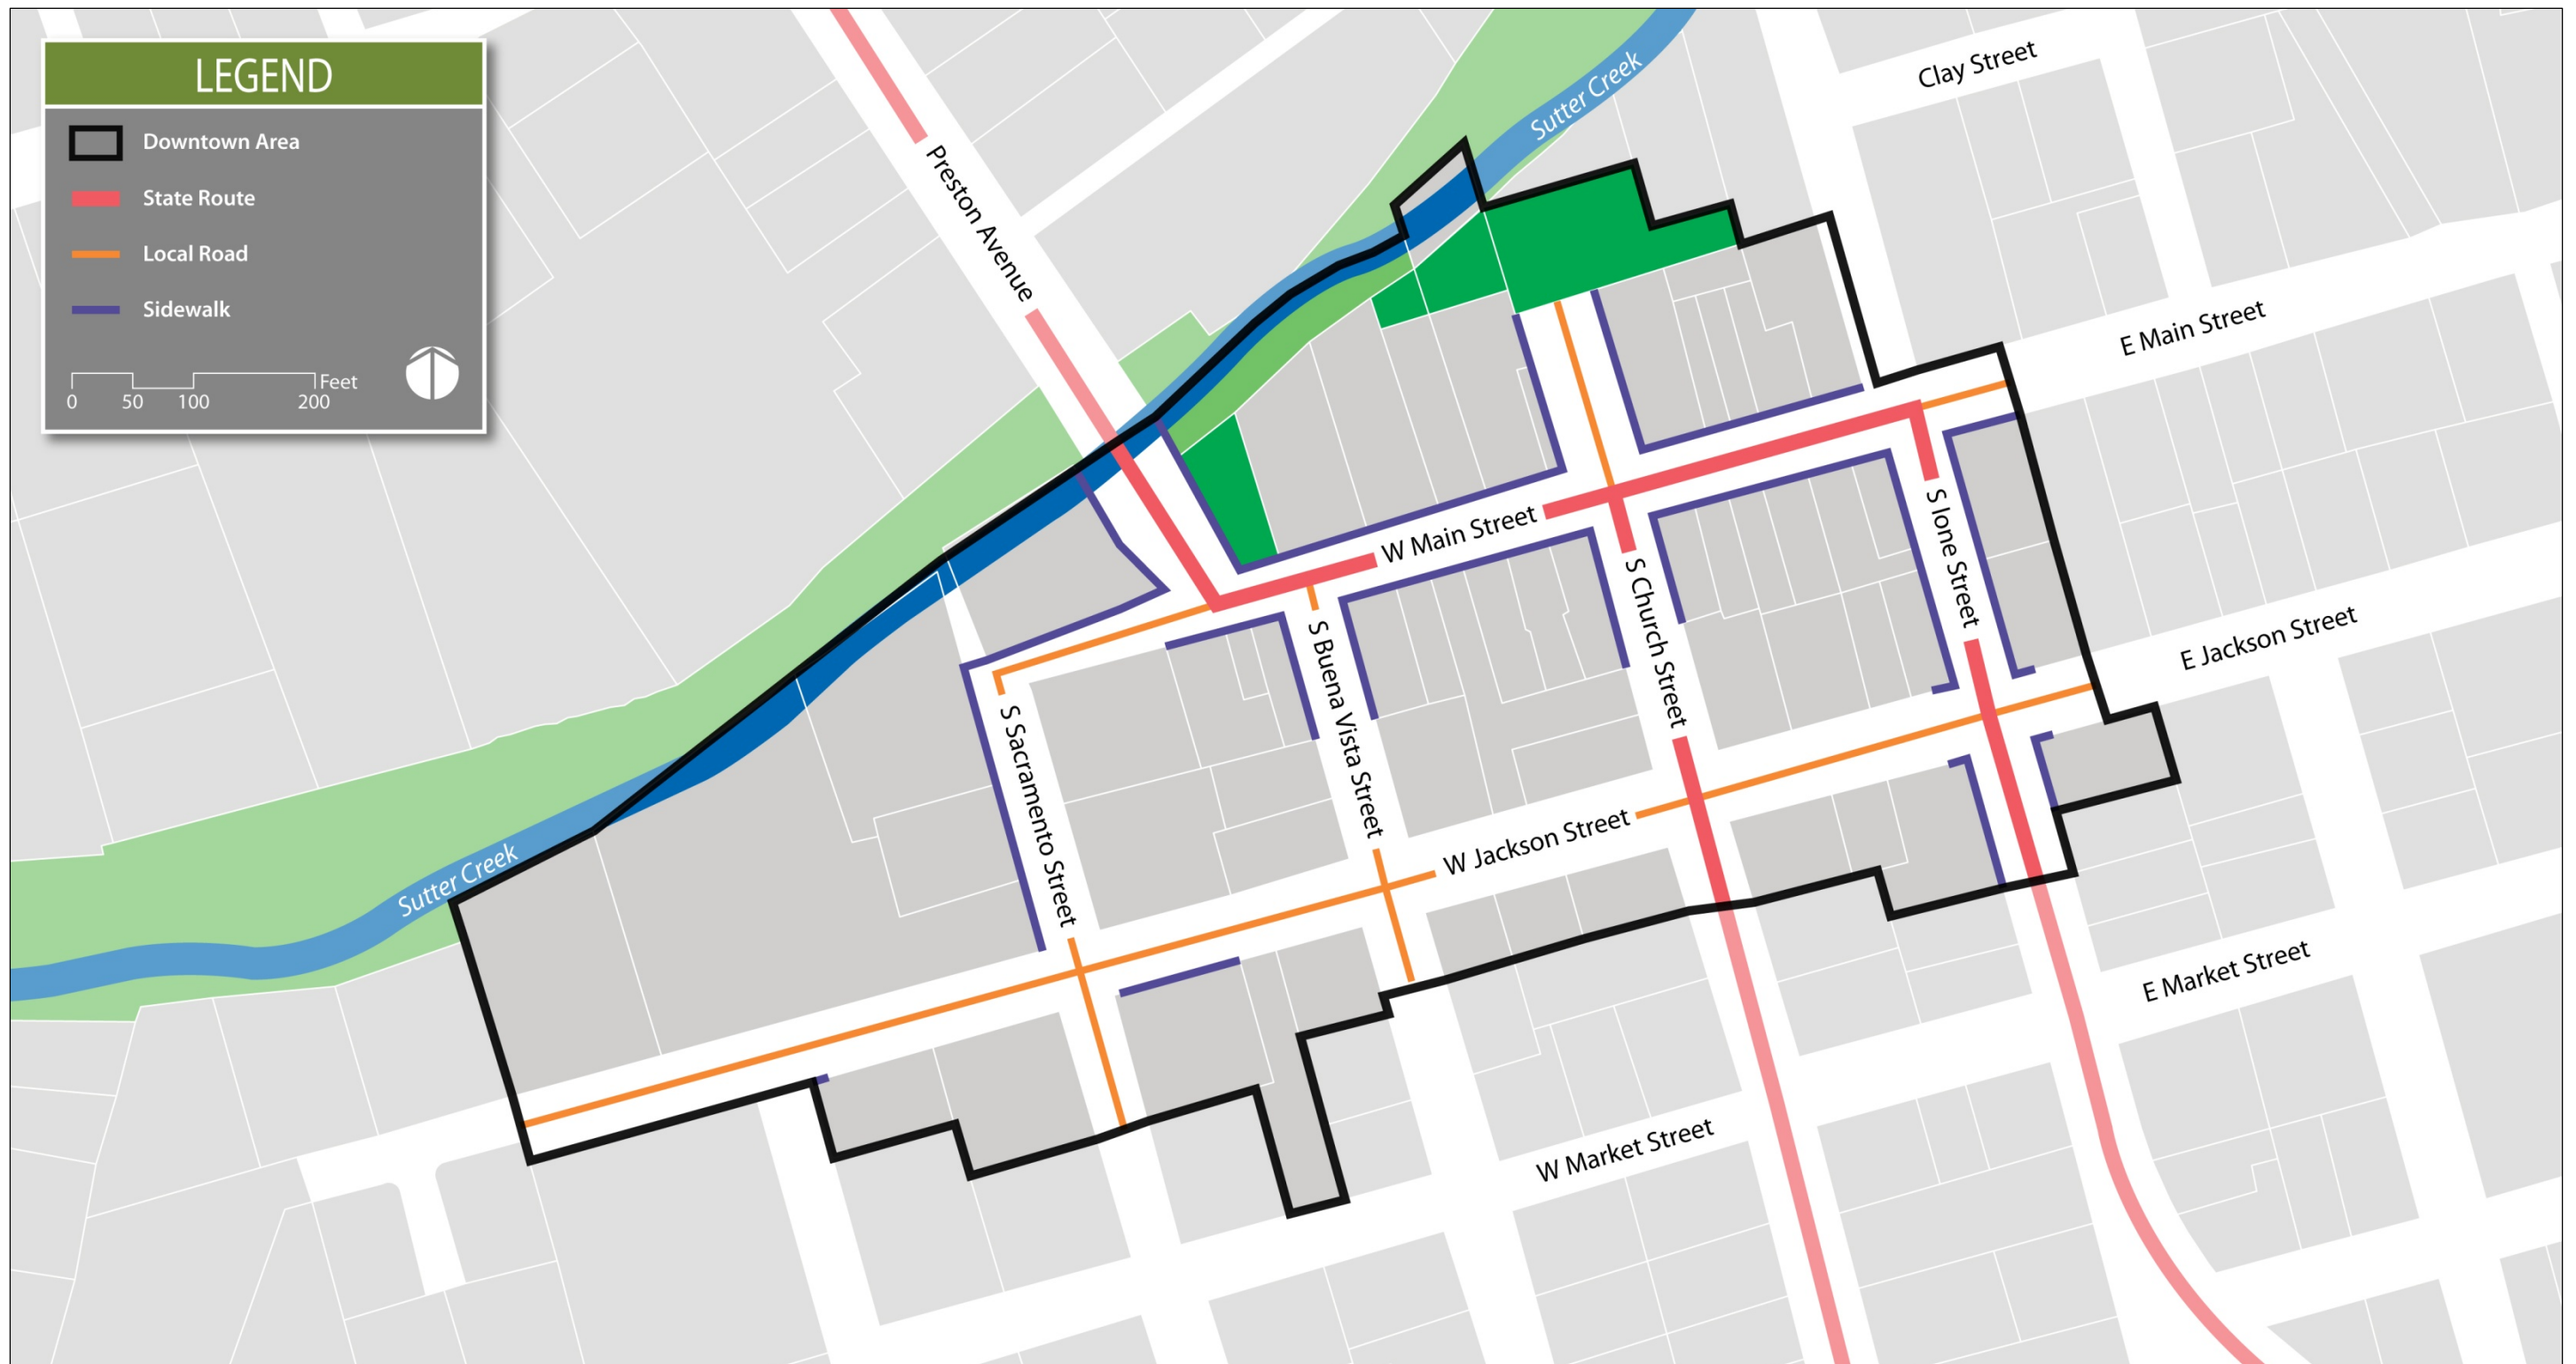 LEGEND
Downtown Area
State Route
Local Road
Sidewalk
Feet
0 50 100 200
Clay Street
Sutter Creek
Preston Avenue
E Main Street
W Main Street
S Ione Street
S Church Street
S Buena Vista Street
E Jackson Street
S Sacramento Street
W Jackson Street
Sutter Creek
E Market Street
W Market Street